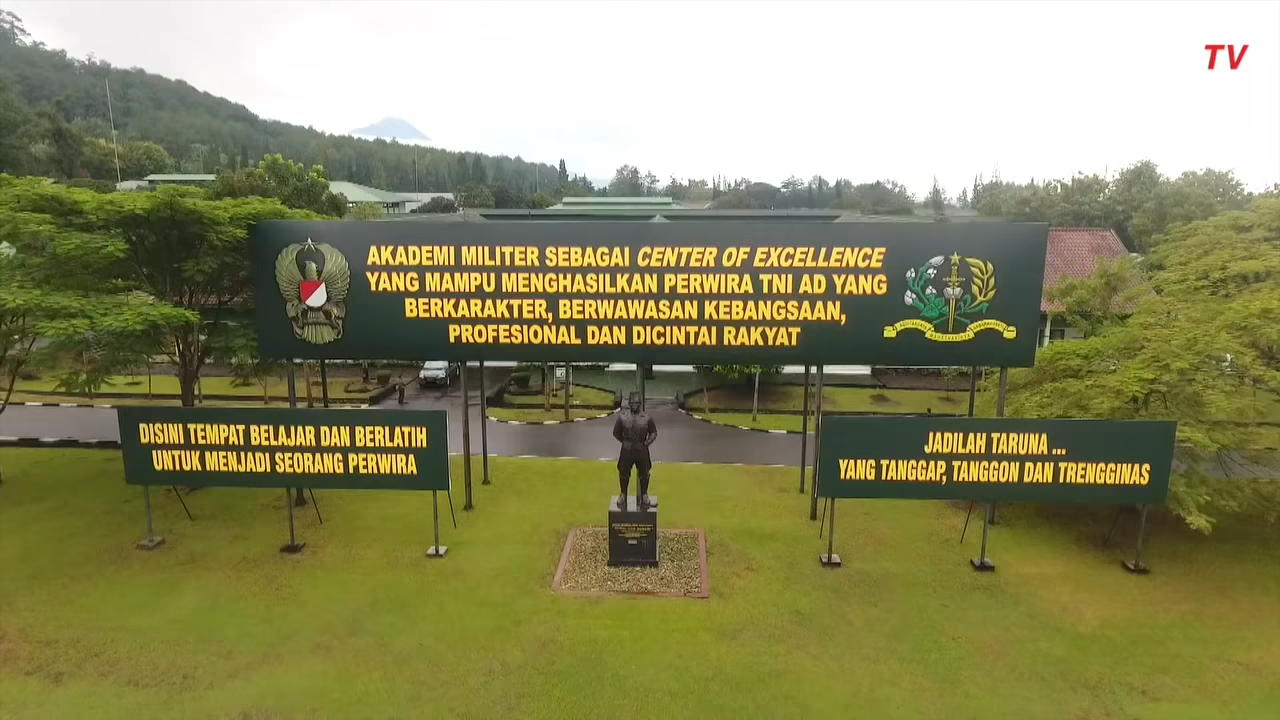 TV
AKADEMI MILITER SEBAGAI CENTER OF EXCELLENCE
YANG MAMPU MENGHASILKAN PERWIRA TNI AD YANG
BERKARAKTER, BERWAWASAN KEBANGSAAN,
PROFESIONAL DAN DICINTAI RAKYAT
DISINI TEMPAT BELAJAR DAN BERLATIH
UNTUK MENJADI SEORANG PERWIRA
JADILAH TARUNA ...
YANG TANGGAP, TANGGON DAN TRENGGINAS